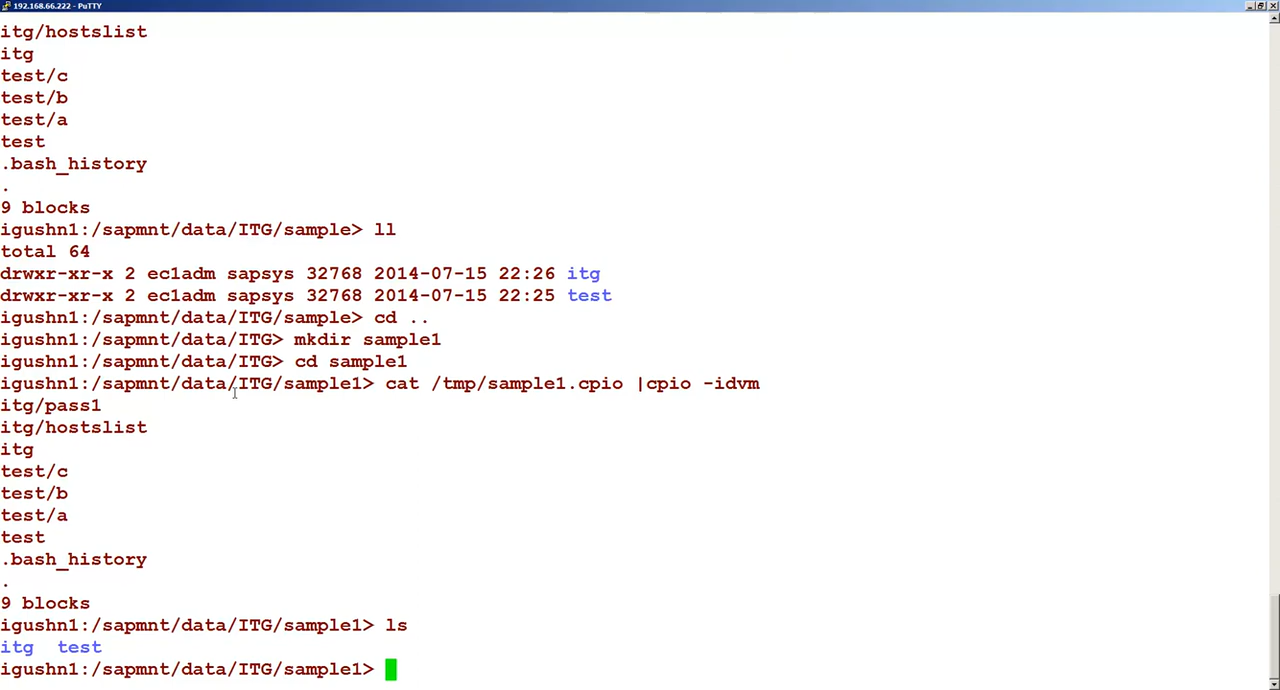 192.168.66.222 - PuTTY
itg/hostslist
itg
test/c
test/b
test/a
test
.bash_history
.
9 blocks
igushn1:/sapmnt/data/ITG/sample> ll
total 64
drwxr-xr-x 2 ec1adm sapsys 32768 2014-07-15 22:26 itg
drwxr-xr-x 2 ec1adm sapsys 32768 2014-07-15 22:25 test
igushn1:/sapmnt/data/ITG/sample> cd ..
igushn1:/sapmnt/data/ITG> mkdir sample1
igushn1:/sapmnt/data/ITG> cd sample1
igushn1:/sapmnt/data/ITG/sample1> cat /tmp/sample1.cpio |cpio -idvm
itg/pass1
itg/hostslist
itg
test/c
test/b
test/a
test
.bash_history
.
9 blocks
igushn1:/sapmnt/data/ITG/sample1> ls
itg  test
igushn1:/sapmnt/data/ITG/sample1>